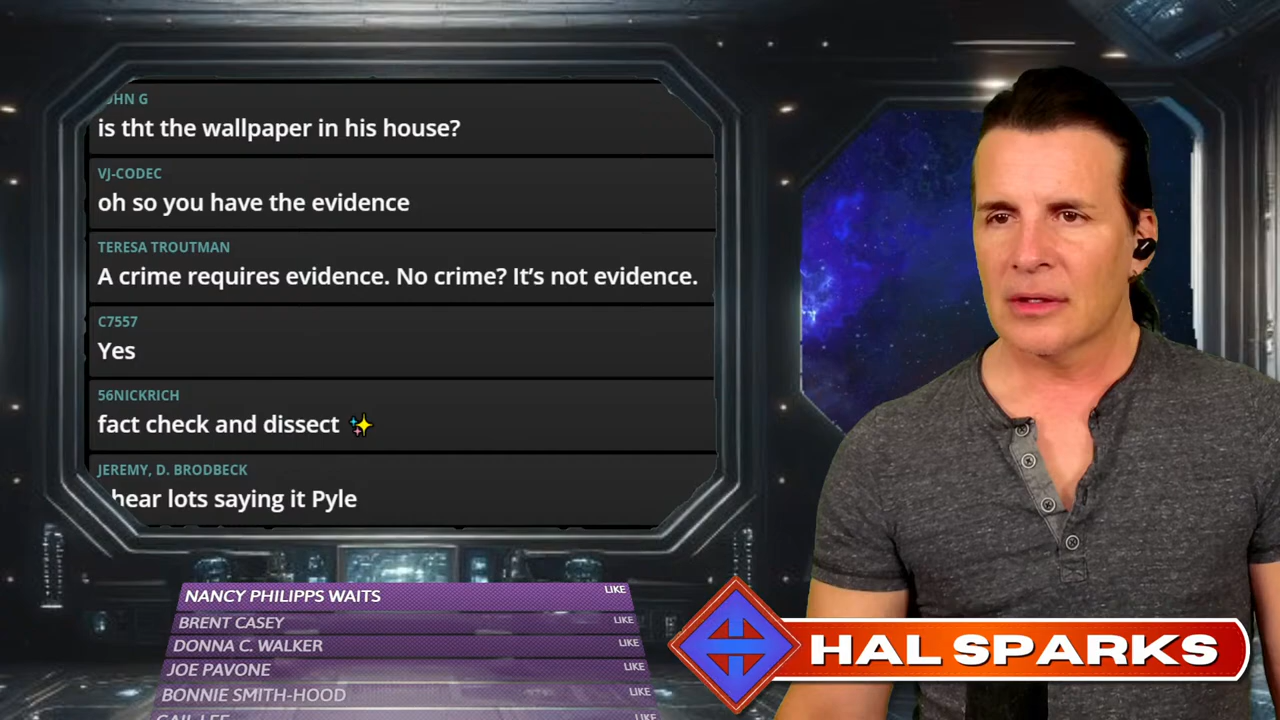 OHN G
is tht the wallpaper in his house?
VJ-CODEC
oh so you have the evidence
TERESA TROUTMAN
A crime requires evidence. No crime? It’s not evidence.
C7557
Yes
56NICKRICH
fact check and dissect ✨
JEREMY, D. BRODBECK
hear lots saying it Pyle
NANCY PHILIPPS WAITS LIKE
BRENT CASEY LIKE
DONNA C. WALKER LIKE
JOE PAVONE LIKE
BONNIE SMITH-HOOD LIKE
GAIL LEE LIKE
HAL SPARKS